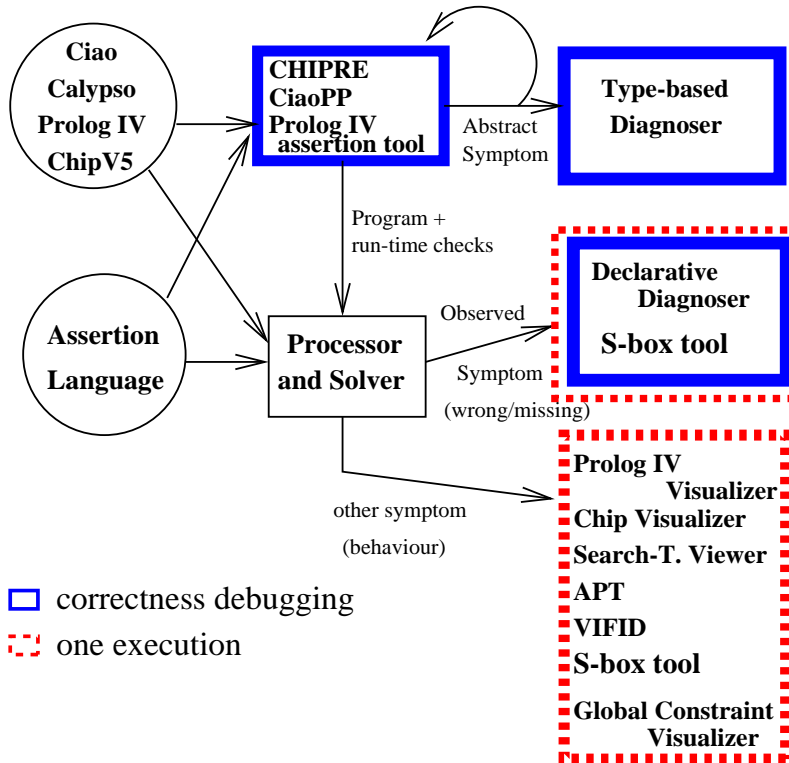 Ciao
Calypso
Prolog IV
ChipV5
CHIPRE
CiaoPP
Prolog IV
assertion tool
Abstract
Symptom
Type-based
Diagnoser
Program +
run-time checks
Assertion
Language
Processor
and Solver
Observed
Symptom
(wrong/missing)
Declarative
Diagnoser
S-box tool
other symptom
(behaviour)
Prolog IV
Visualizer
Chip Visualizer
Search-T. Viewer
APT
VIFID
S-box tool
Global Constraint
Visualizer
correctness debugging
one execution